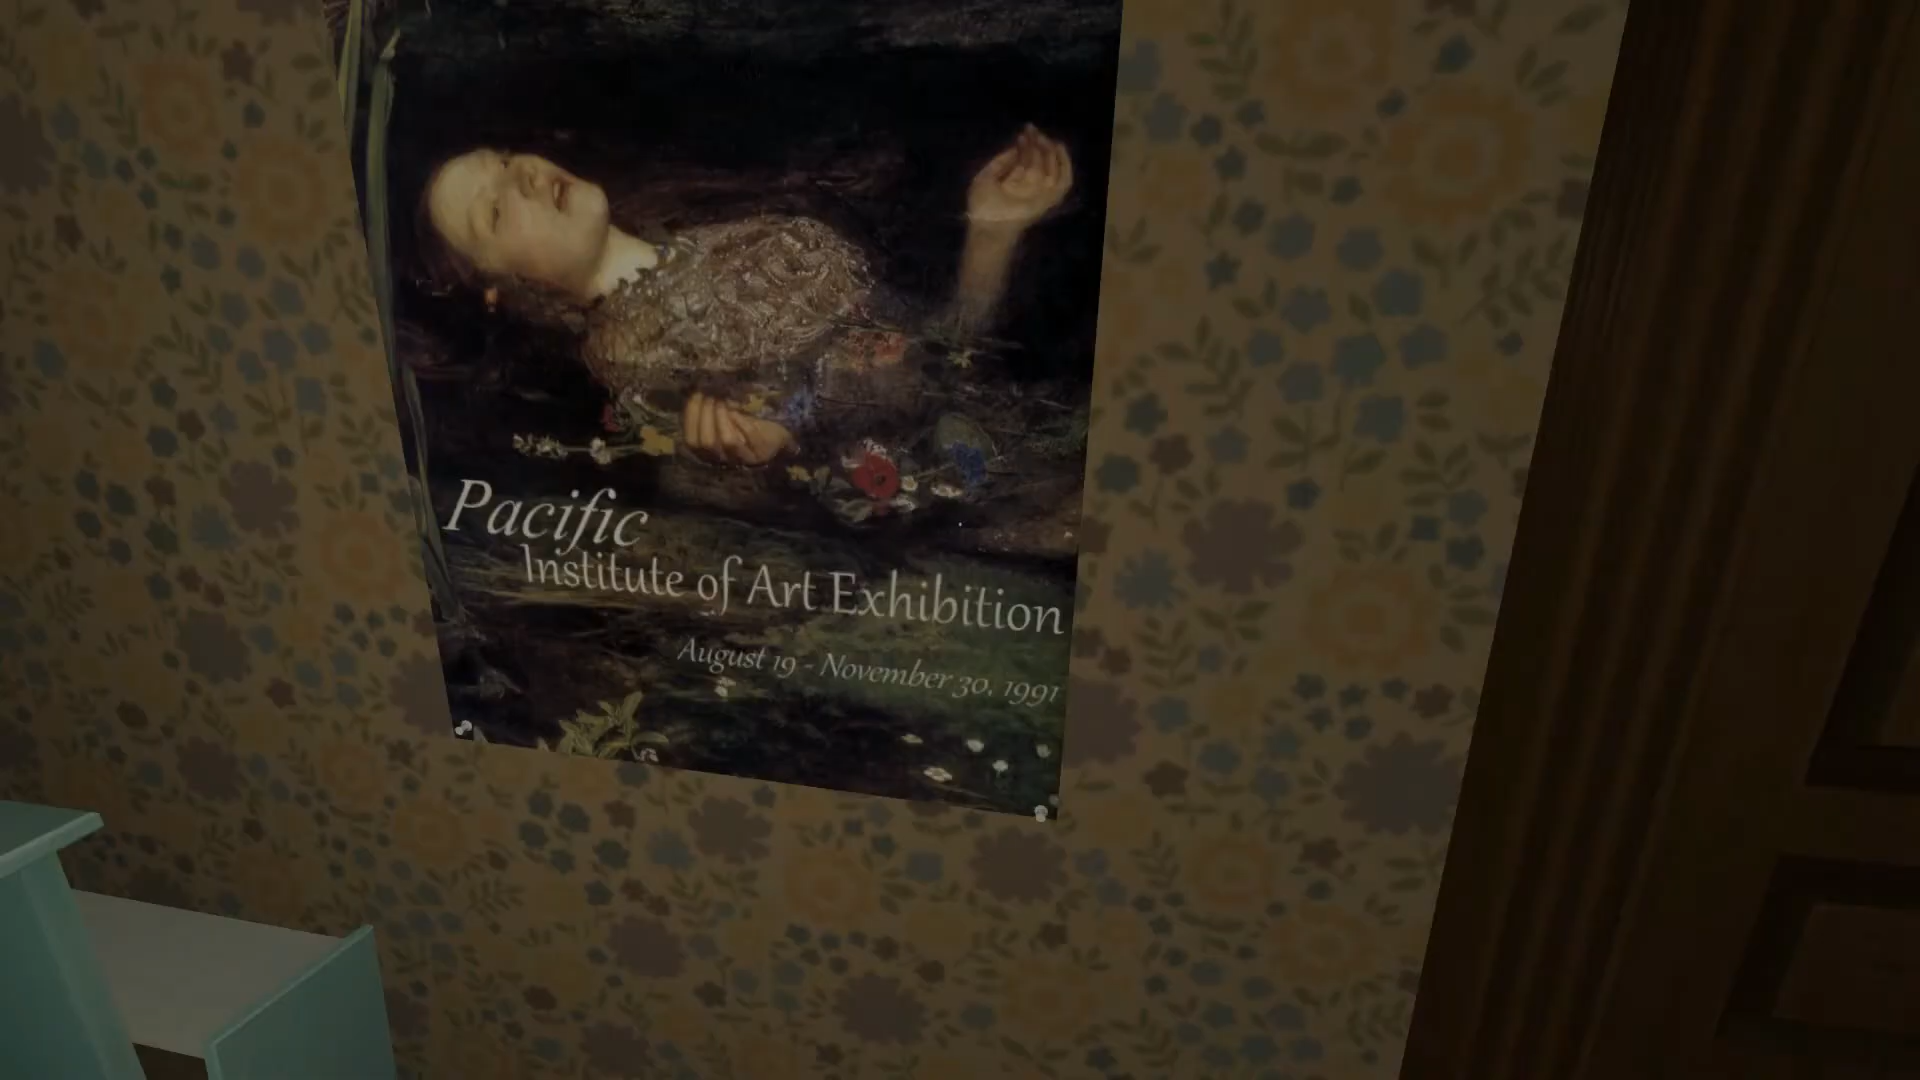 Pacific
Institute of Art Exhibition
August 19 - November 30, 1991